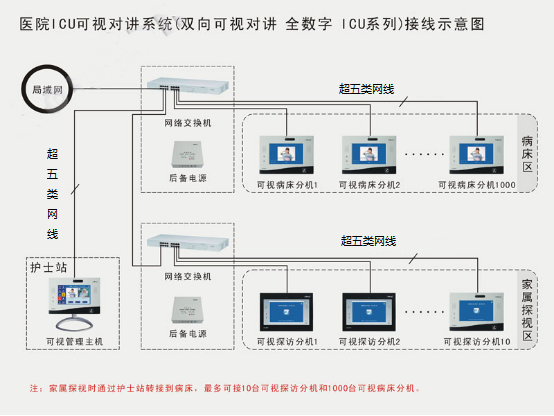 医院ICU可视对讲系统(双向可视对讲 全数字 ICU系列)接线示意图
局域网
超五类网线
网络交换机
后备电源
超五类网线
可视病床分机1
可视病床分机2
可视病床分机1000
病床区
护士站
可视管理主机
网络交换机
后备电源
超五类网线
可视探访分机1
可视探访分机2
可视探访分机10
家属探视区
注：家属探视时通过护士站转接到病床，最多可接10台可视探访分机和1000台可视病床分机。